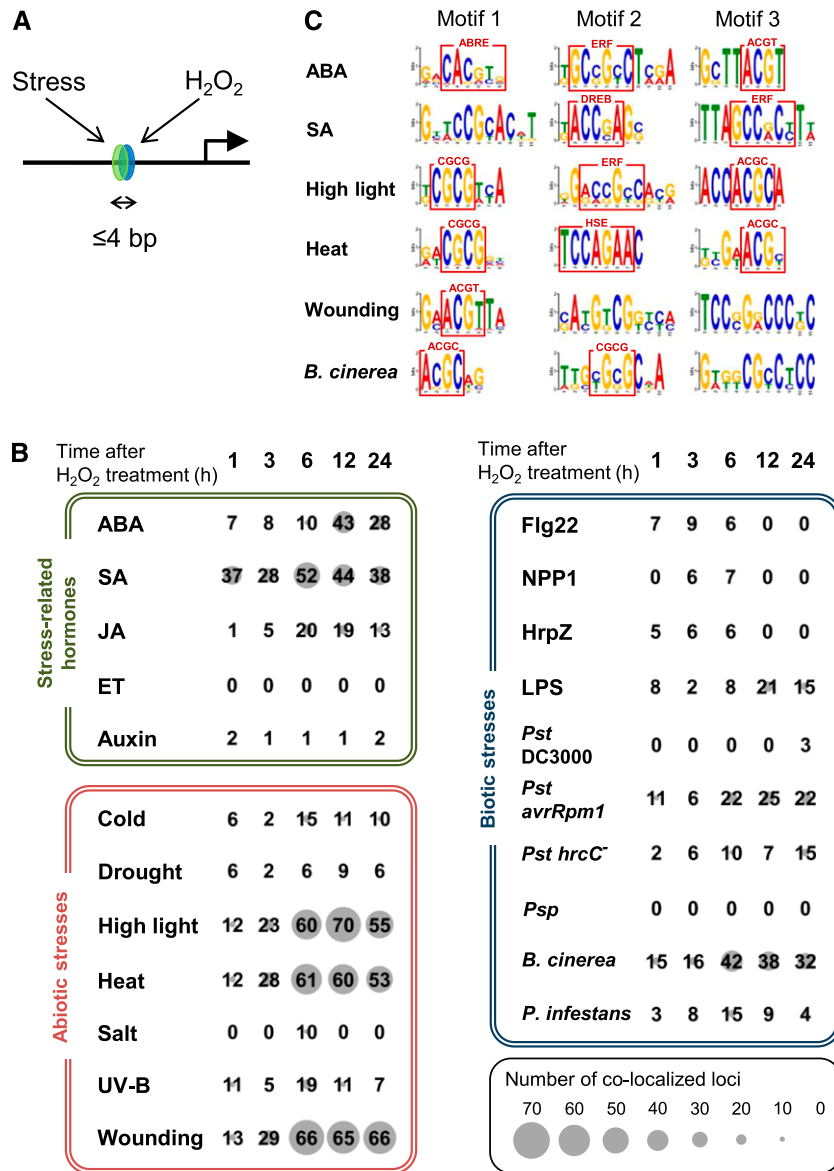 A
Stress
H₂O₂
≤4 bp
C
Motif 1 Motif 2 Motif 3
ABA
ABRE
ERF
ACGT
SA
DREB
ERF
High light
CGCG
ERF
ACGC
Heat
CGCG
HSE
ACGC
Wounding
ACGT
B. cinerea
ACGC
CGCG
B
Time after
H₂O₂ treatment (h) 1 3 6 12 24
Stress-related
hormones
ABA 7 8 10 43 28
SA 37 28 52 44 38
JA 1 5 20 19 13
ET 0 0 0 0 0
Auxin 2 1 1 1 2
Abiotic stresses
Cold 6 2 15 11 10
Drought 6 2 6 9 6
High light 12 23 60 70 55
Heat 12 28 61 60 53
Salt 0 0 10 0 0
UV-B 11 5 19 11 7
Wounding 13 29 66 65 66
Time after
H₂O₂ treatment (h) 1 3 6 12 24
Biotic stresses
Flg22 7 9 6 0 0
NPP1 0 6 7 0 0
HrpZ 5 6 6 0 0
LPS 8 2 8 21 15
Pst
DC3000 0 0 0 0 3
Pst
avrRpm1 11 6 22 25 22
Pst hrcC⁻ 2 6 10 7 15
Psp 0 0 0 0 0
B. cinerea 15 16 42 38 32
P. infestans 3 8 15 9 4
Number of co-localized loci
70 60 50 40 30 20 10 0